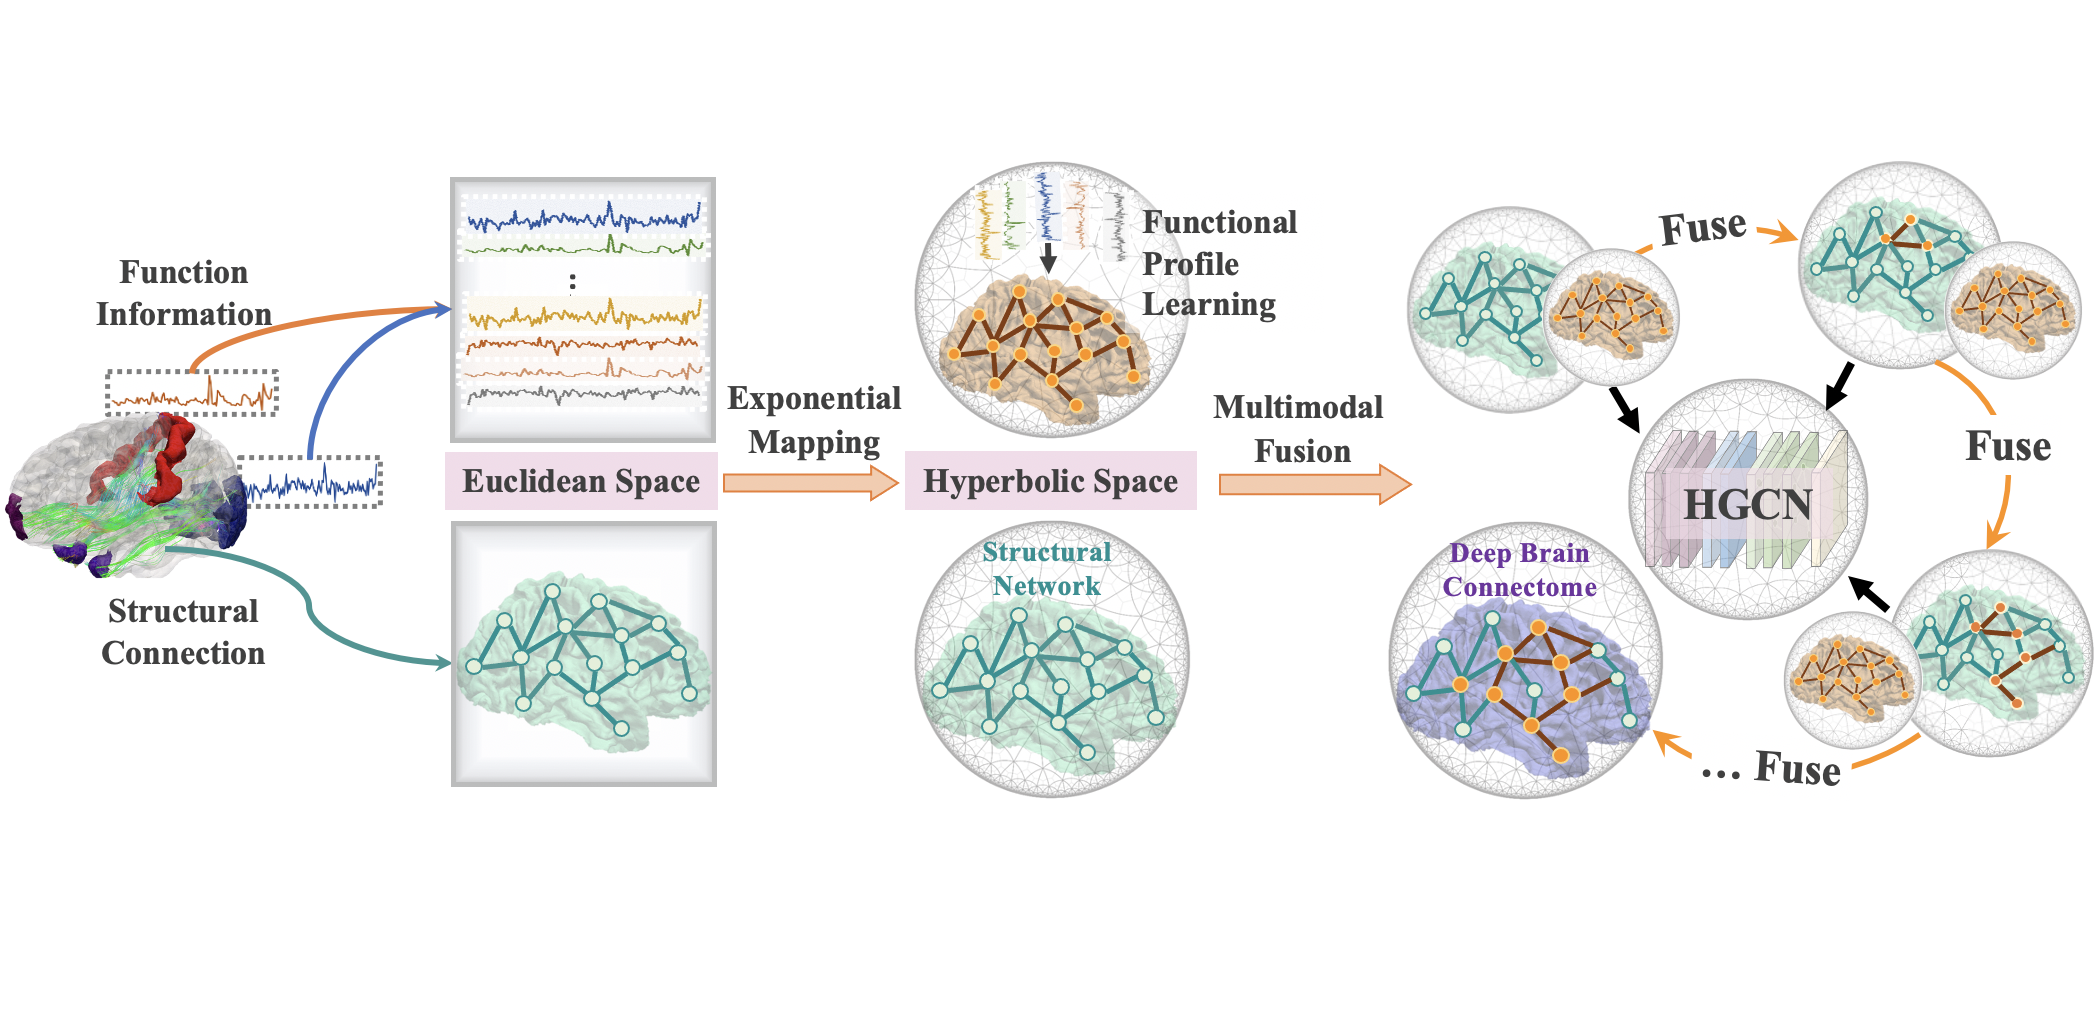 Function
Information
Structural
Connection
Euclidean Space
Exponential
Mapping
Functional
Profile
Learning
Hyperbolic Space
Structural
Network
Multimodal
Fusion
Fuse
Fuse
HGCN
... Fuse
Deep Brain
Connectome